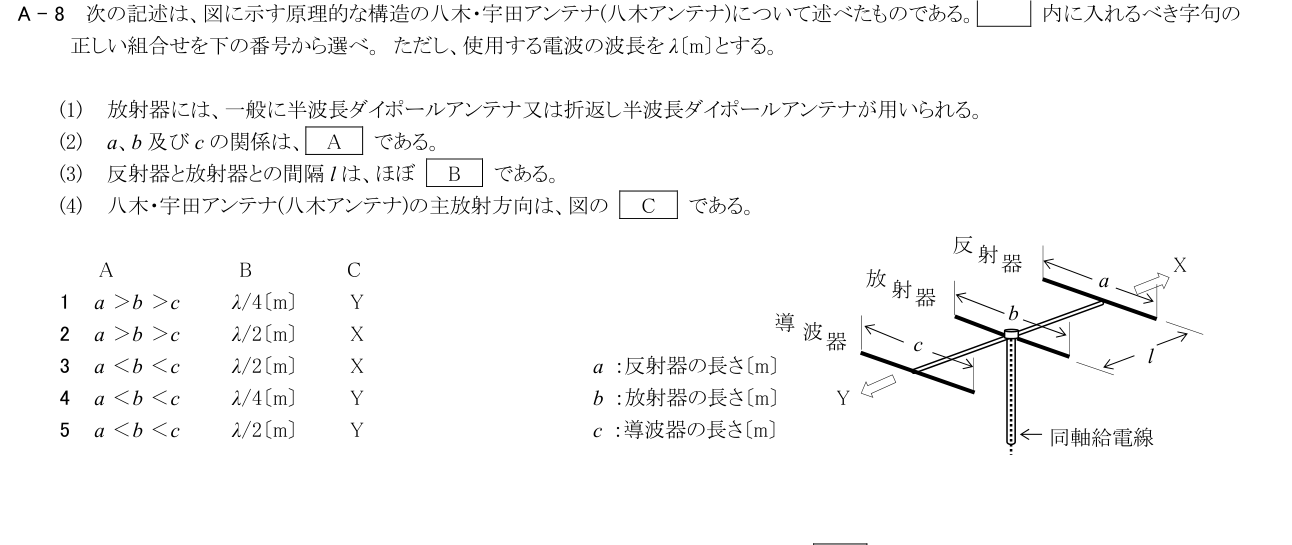 A－8 次の記述は、図に示す原理的な構造の八木・宇田アンテナ(八木アンテナ)について述べたものである。 内に入れるべき字句の
正しい組合せを下の番号から選べ。 ただし、使用する電波の波長をλ〔m〕とする。
(1) 放射器には、一般に半波長ダイポールアンテナ又は折返し半波長ダイポールアンテナが用いられる。
(2) a、b 及び c の関係は、 A である。
(3) 反射器と放射器との間隔 l は、ほぼ B である。
(4) 八木・宇田アンテナ(八木アンテナ)の主放射方向は、図の C である。
A B C
1 a ＞b ＞c λ/4〔m〕 Y
2 a ＞b ＞c λ/2〔m〕 X
3 a ＜b ＜c λ/2〔m〕 X
4 a ＜b ＜c λ/4〔m〕 Y
5 a ＜b ＜c λ/2〔m〕 Y
a ：反射器の長さ〔m〕
b ：放射器の長さ〔m〕
c ：導波器の長さ〔m〕
反射器
a
X
放射器
b
導波器
c
l
Y
同軸給電線